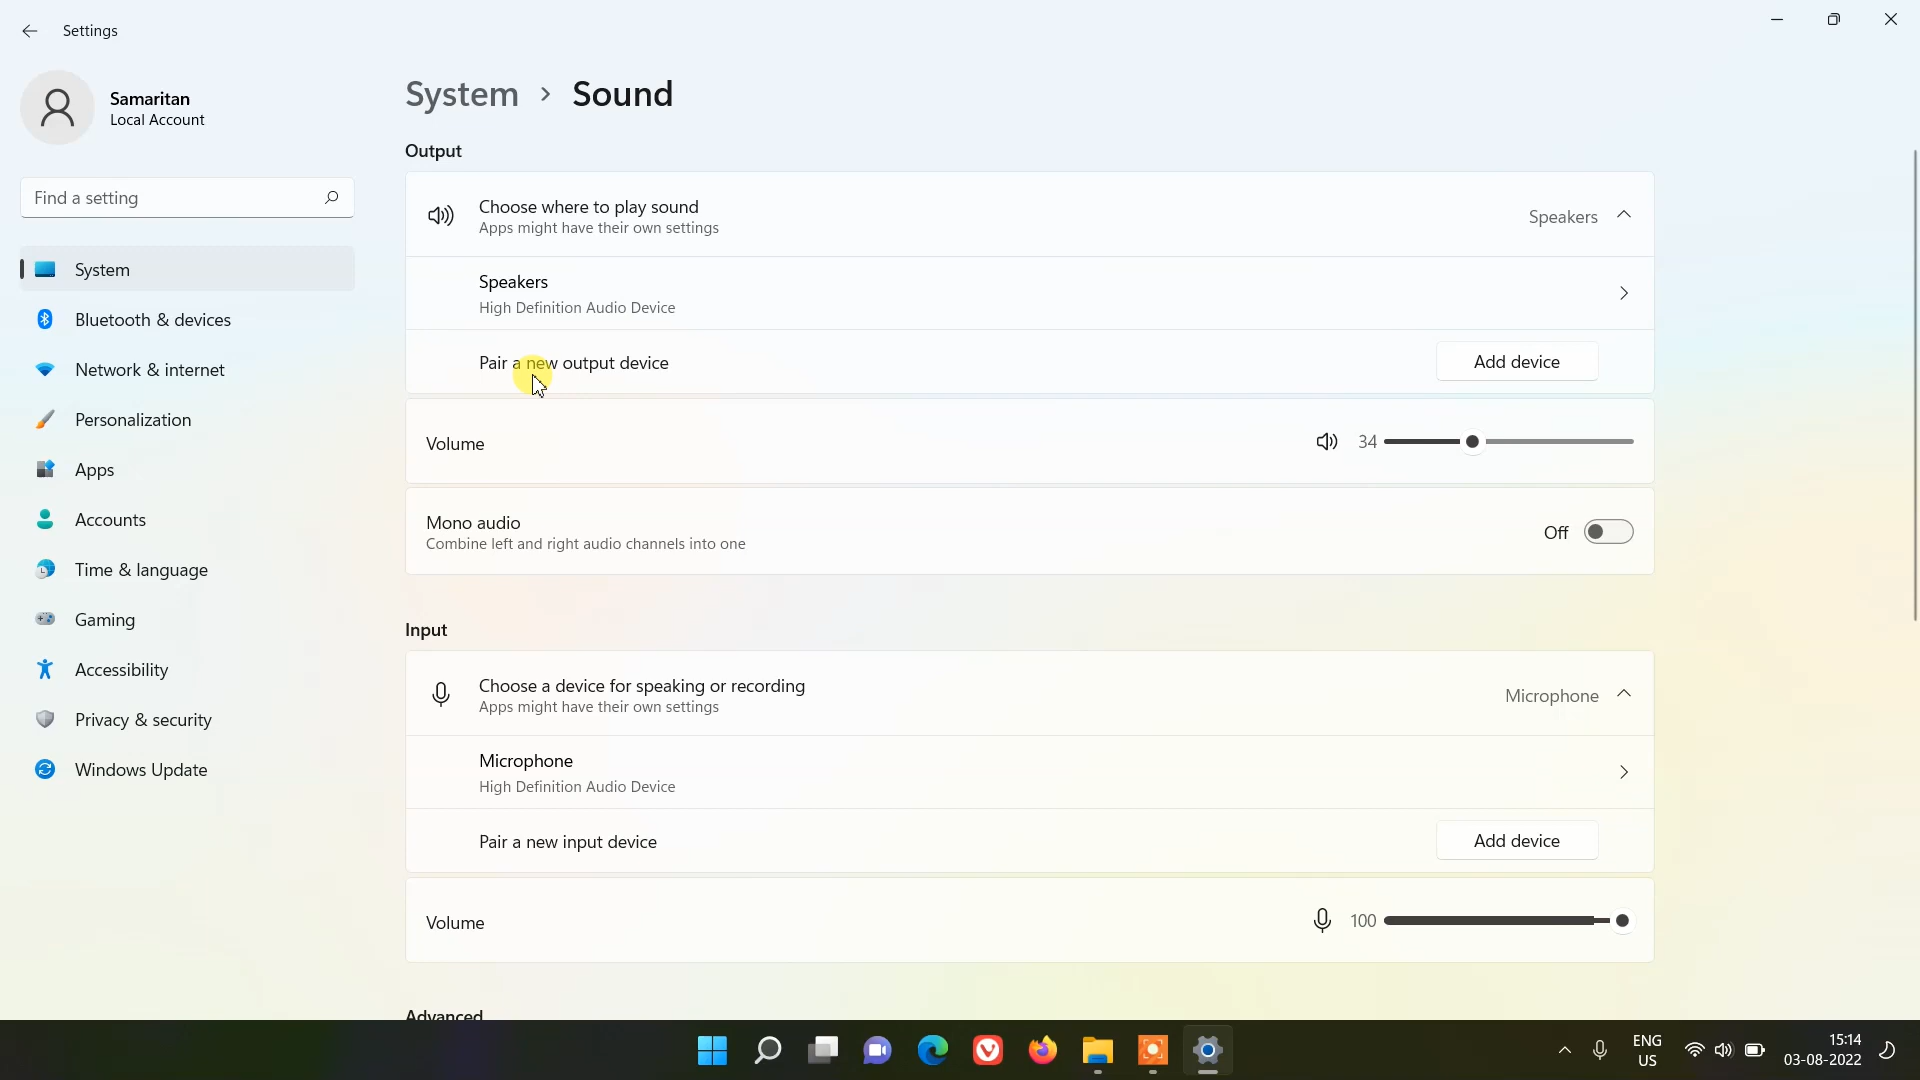 Settings
Samaritan
Local Account
Find a setting
System
Bluetooth & devices
Network & internet
Personalization
Apps
Accounts
Time & language
Gaming
Accessibility
Privacy & security
Windows Update
System > Sound
Output
Choose where to play sound
Apps might have their own settings
Speakers
Speakers
High Definition Audio Device
Pair a new output device
Add device
Volume
34
Mono audio
Combine left and right audio channels into one
Off
Input
Choose a device for speaking or recording
Apps might have their own settings
Microphone
Microphone
High Definition Audio Device
Pair a new input device
Add device
Volume
100
Advanced
ENG
US
15:14
03-08-2022